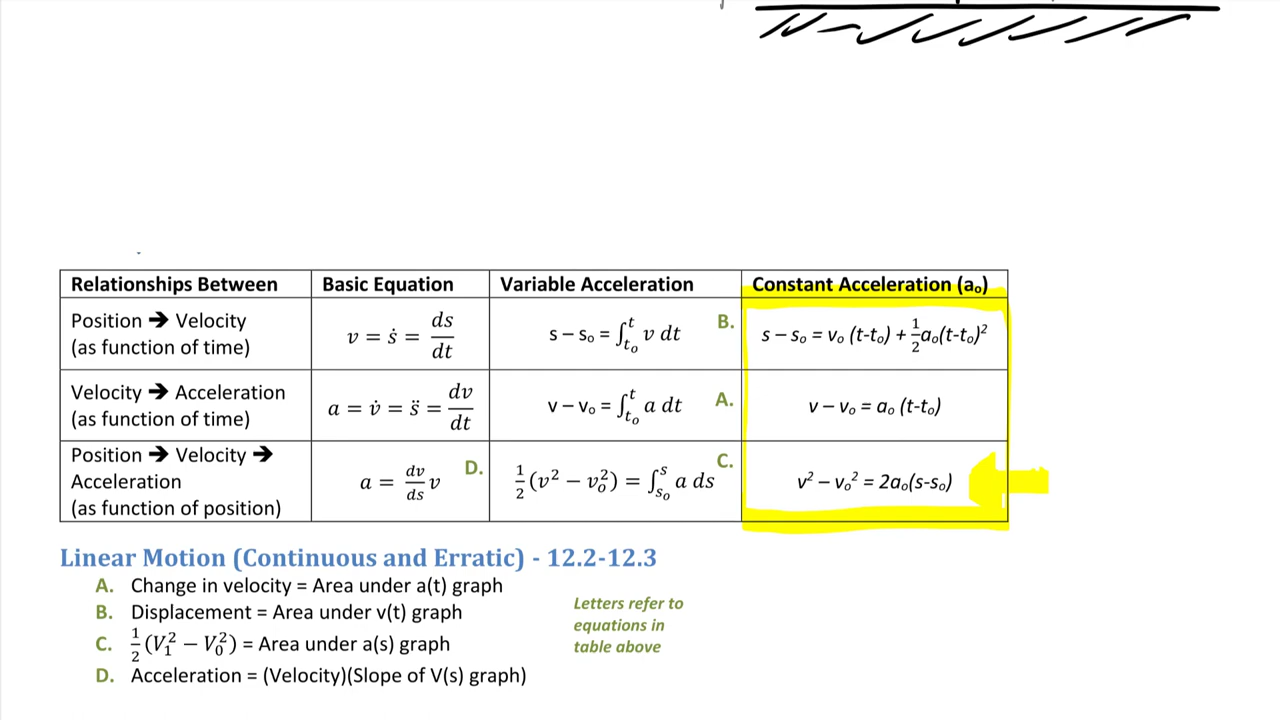 Relationships Between Basic Equation Variable Acceleration Constant Acceleration (aₒ)
Position ➔ Velocity
(as function of time)
v = ṡ = ds/dt
s – sₒ = ∫ₜₒᵗ v dt
B.
s – sₒ = vₒ (t-tₒ) + ½aₒ(t-tₒ)²
Velocity ➔ Acceleration
(as function of time)
a = v̇ = s̈ = dv/dt
v – vₒ = ∫ₜₒᵗ a dt
A.
v – vₒ = aₒ (t-tₒ)
Position ➔ Velocity ➔
Acceleration
(as function of position)
a = dv/ds v
D.
½(v² − vₒ²) = ∫ₛₒˢ a ds
C.
v² – vₒ² = 2aₒ(s-sₒ)
Linear Motion (Continuous and Erratic) - 12.2-12.3
A. Change in velocity = Area under a(t) graph
B. Displacement = Area under v(t) graph
C. ½(V₁² − V₀²) = Area under a(s) graph
D. Acceleration = (Velocity)(Slope of V(s) graph)
Letters refer to
equations in
table above